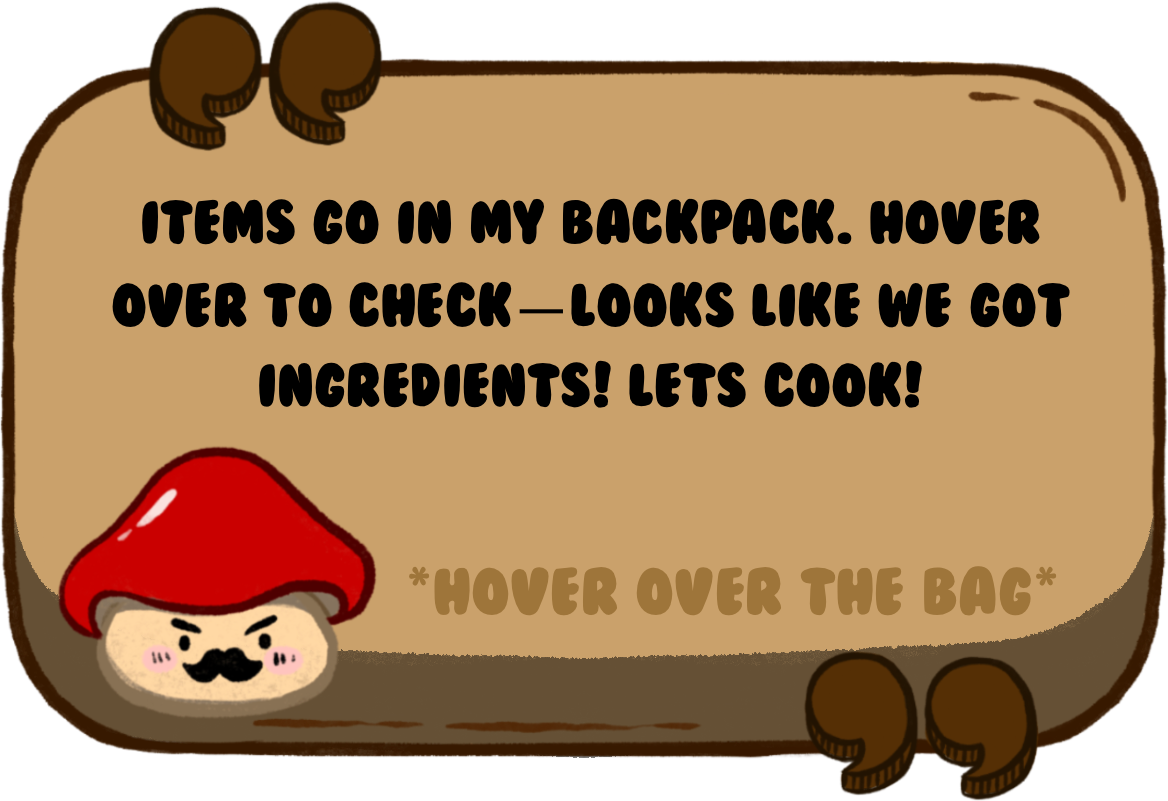 ITEMS GO IN MY BACKPACK. HOVER
OVER TO CHECK—LOOKS LIKE WE GOT
INGREDIENTS! LETS COOK!
*HOVER OVER THE BAG*